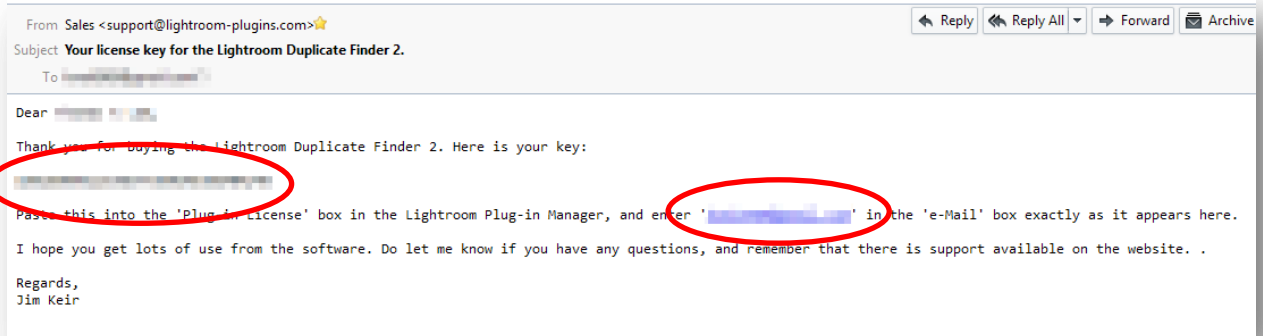 From Sales <support@lightroom-plugins.com>
Reply Reply All Forward Archive
Subject Your license key for the Lightroom Duplicate Finder 2.
To
Dear
Thank you for buying the Lightroom Duplicate Finder 2. Here is your key:
Paste this into the 'Plug-in License' box in the Lightroom Plug-in Manager, and enter ' ' in the 'e-Mail' box exactly as it appears here.
I hope you get lots of use from the software. Do let me know if you have any questions, and remember that there is support available on the website. .
Regards,
Jim Keir